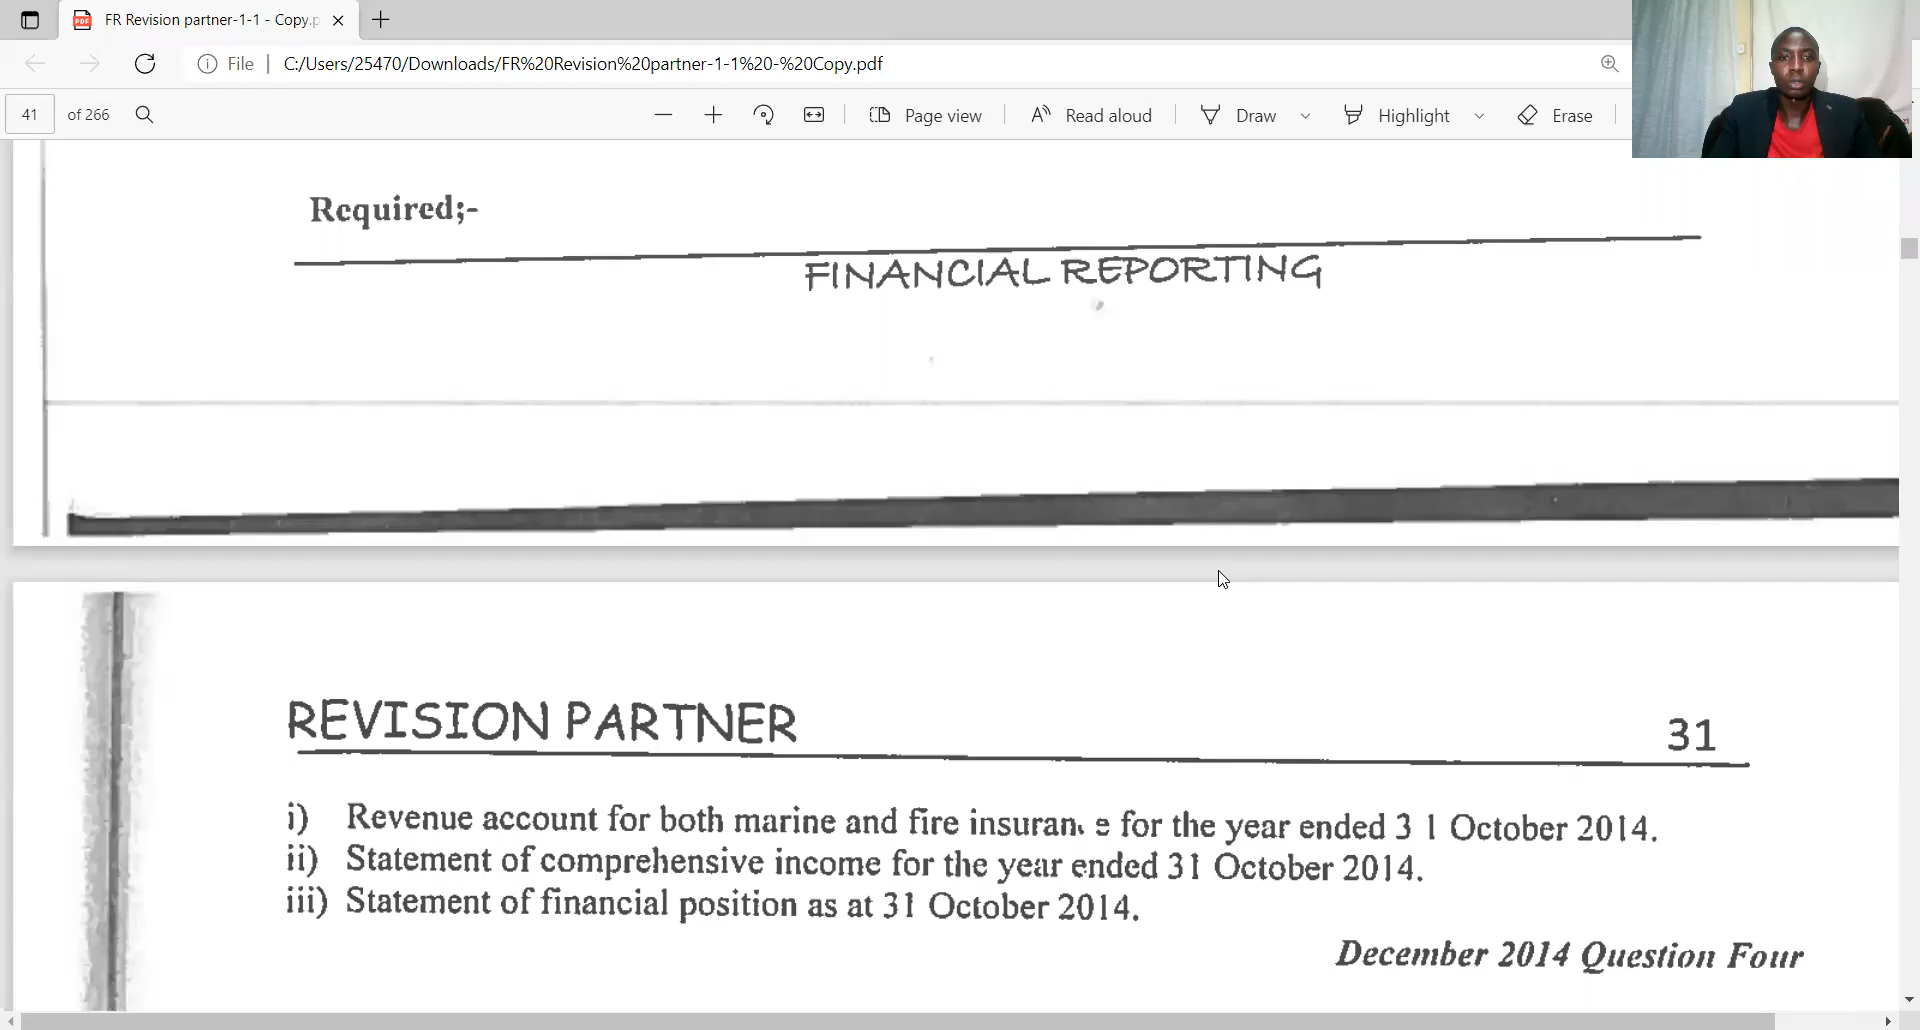 FR Revision partner-1-1 - Copy.p
File
C:/Users/25470/Downloads/FR%20Revision%20partner-1-1%20-%20Copy.pdf
41 of 266
Page view
Read aloud
Draw
Highlight
Erase
Required;-
FINANCIAL REPORTING
REVISION PARTNER 31
i) Revenue account for both marine and fire insuran. e for the year ended 3 1 October 2014.
ii) Statement of comprehensive income for the year ended 31 October 2014.
iii) Statement of financial position as at 31 October 2014.
December 2014 Question Four